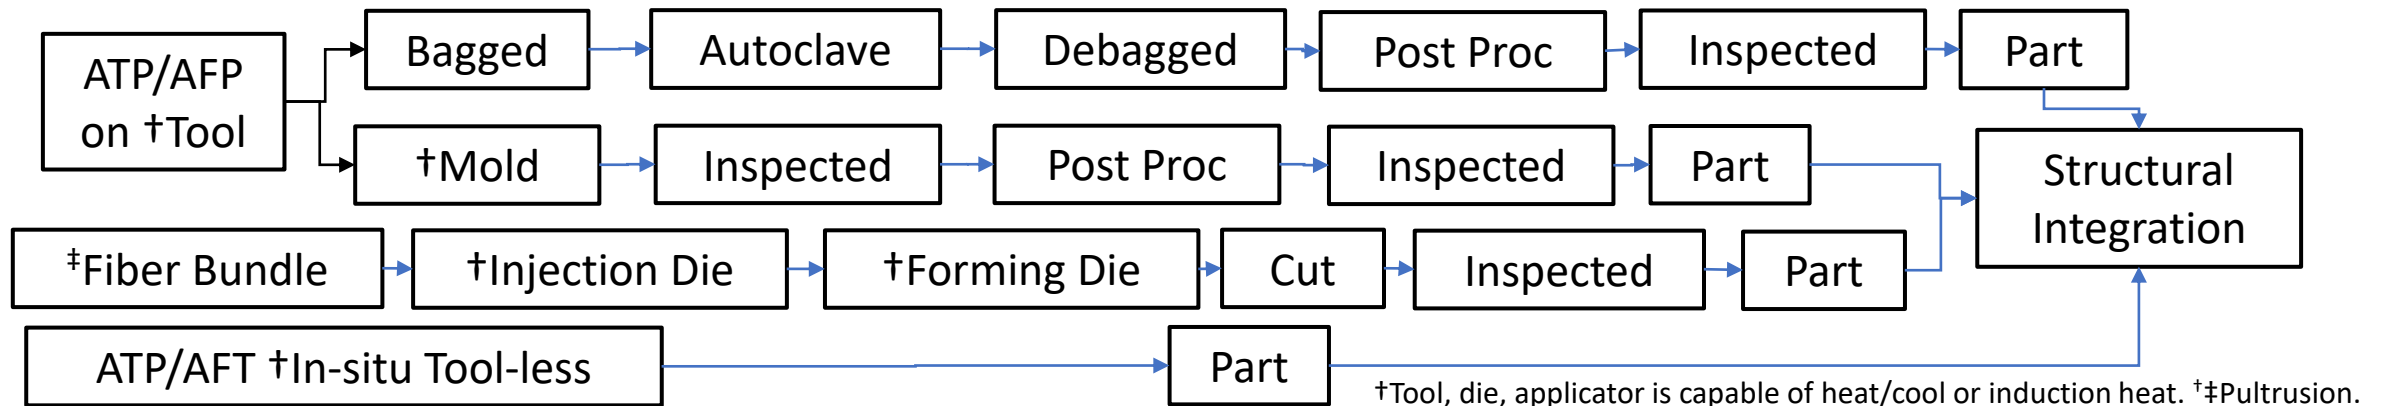 ATP/AFP
on †Tool
Bagged
Autoclave
Debagged
Post Proc
Inspected
Part
†Mold
Inspected
Post Proc
Inspected
Part
Structural
Integration
‡Fiber Bundle
†Injection Die
†Forming Die
Cut
Inspected
Part
ATP/AFT †In-situ Tool-less
Part
†Tool, die, applicator is capable of heat/cool or induction heat. †‡Pultrusion.